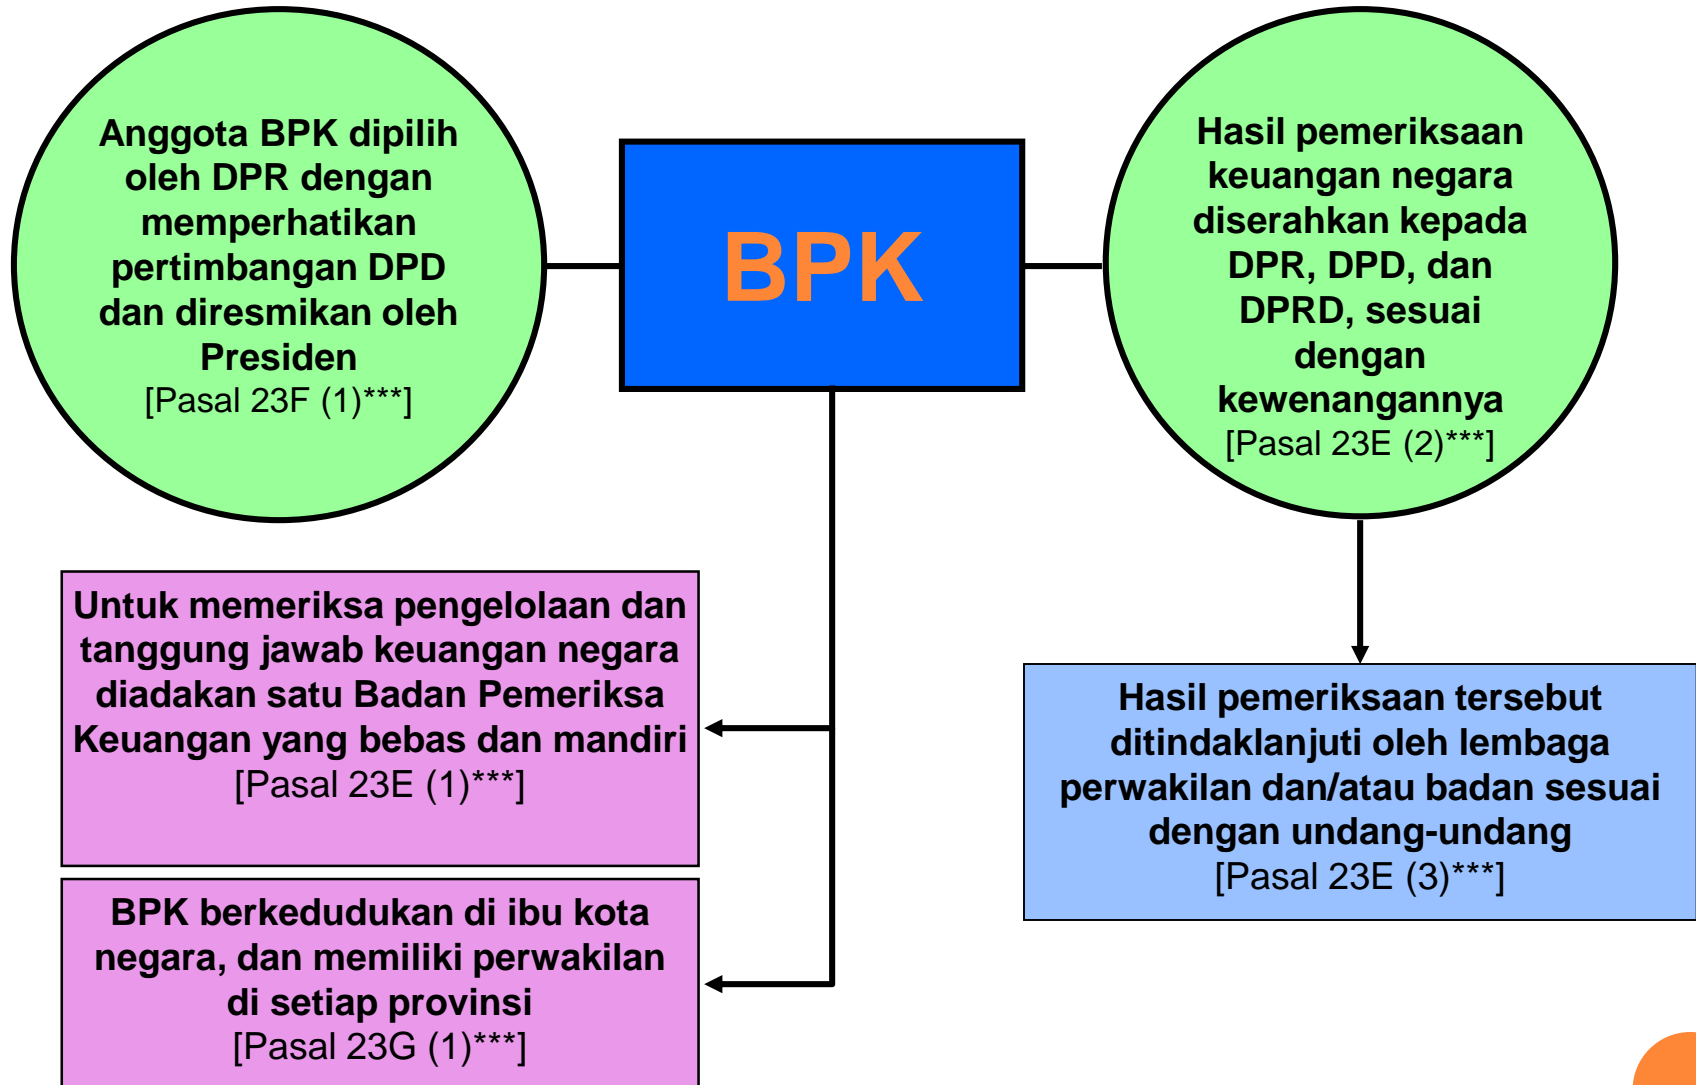 Anggota BPK dipilih
oleh DPR dengan
memperhatikan
pertimbangan DPD
dan diresmikan oleh
Presiden
[Pasal 23F (1)***]
BPK
Hasil pemeriksaan
keuangan negara
diserahkan kepada
DPR, DPD, dan
DPRD, sesuai
dengan
kewenangannya
[Pasal 23E (2)***]
Untuk memeriksa pengelolaan dan
tanggung jawab keuangan negara
diadakan satu Badan Pemeriksa
Keuangan yang bebas dan mandiri
[Pasal 23E (1)***]
Hasil pemeriksaan tersebut
ditindaklanjuti oleh lembaga
perwakilan dan/atau badan sesuai
dengan undang-undang
[Pasal 23E (3)***]
BPK berkedudukan di ibu kota
negara, dan memiliki perwakilan
di setiap provinsi
[Pasal 23G (1)***]